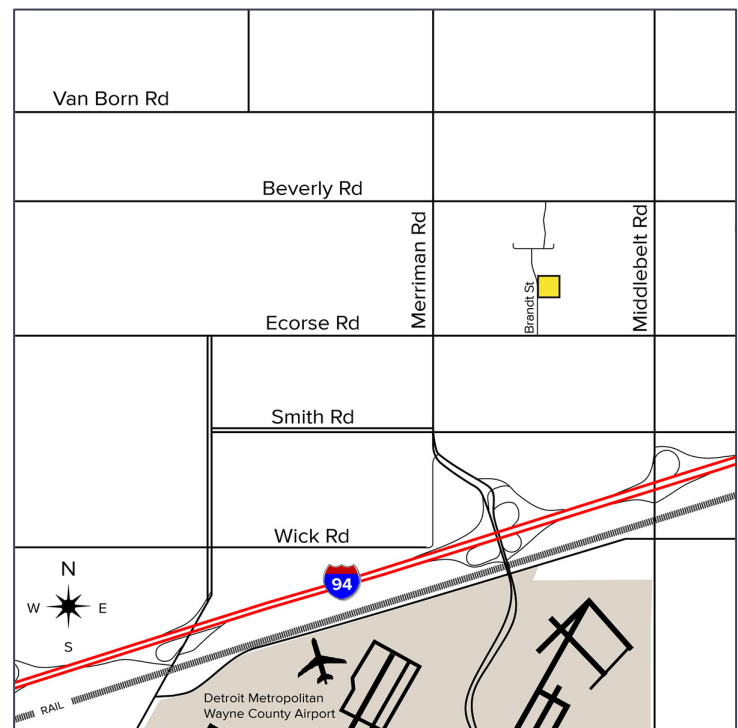 Van Born Rd
Beverly Rd
Merriman Rd
Middlebelt Rd
Brandt St
Ecorse Rd
Smith Rd
Wick Rd
94
N
W E
S
RAIL
Detroit Metropolitan
Wayne County Airport